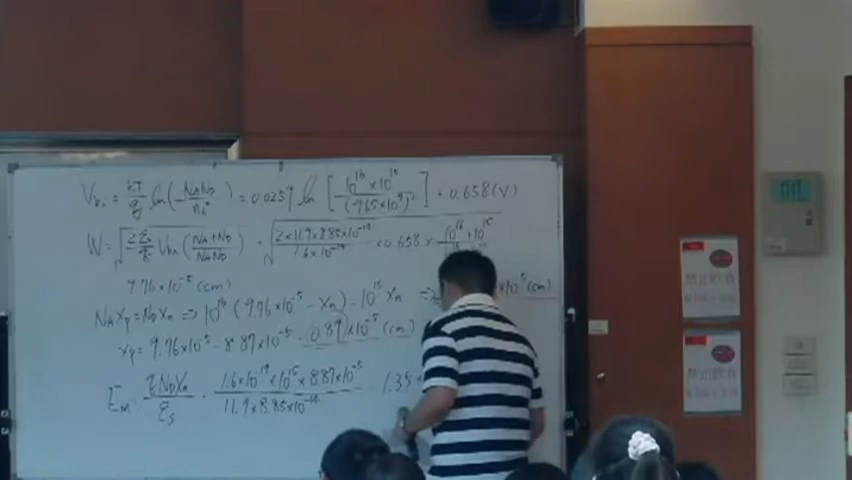 Vbi = kT/q ln(NAND/ni²) = 0.0259 ln [10^16 × 10^15 / (9.65×10^9)²] = 0.658 (V)
W = √(2εs/q Vbi (NA+ND/NAND)) = √(2×11.9×8.85×10^-14 / 1.6×10^-19 × 0.658 × 10^16+10^15
9.76×10^-5 (cm)
NAXp = NDXn => 10^16 (9.76×10^-5 − Xn) = 10^15 Xn => ×10^-5 (cm)
Xp = 9.76×10^-5 − 8.87×10^-5 = 0.89×10^-5 (cm)
Em = qNDXn/εs = 1.6×10^-19 × 10^15 × 8.87×10^-5 / 11.9×8.85×10^-14 = 1.35